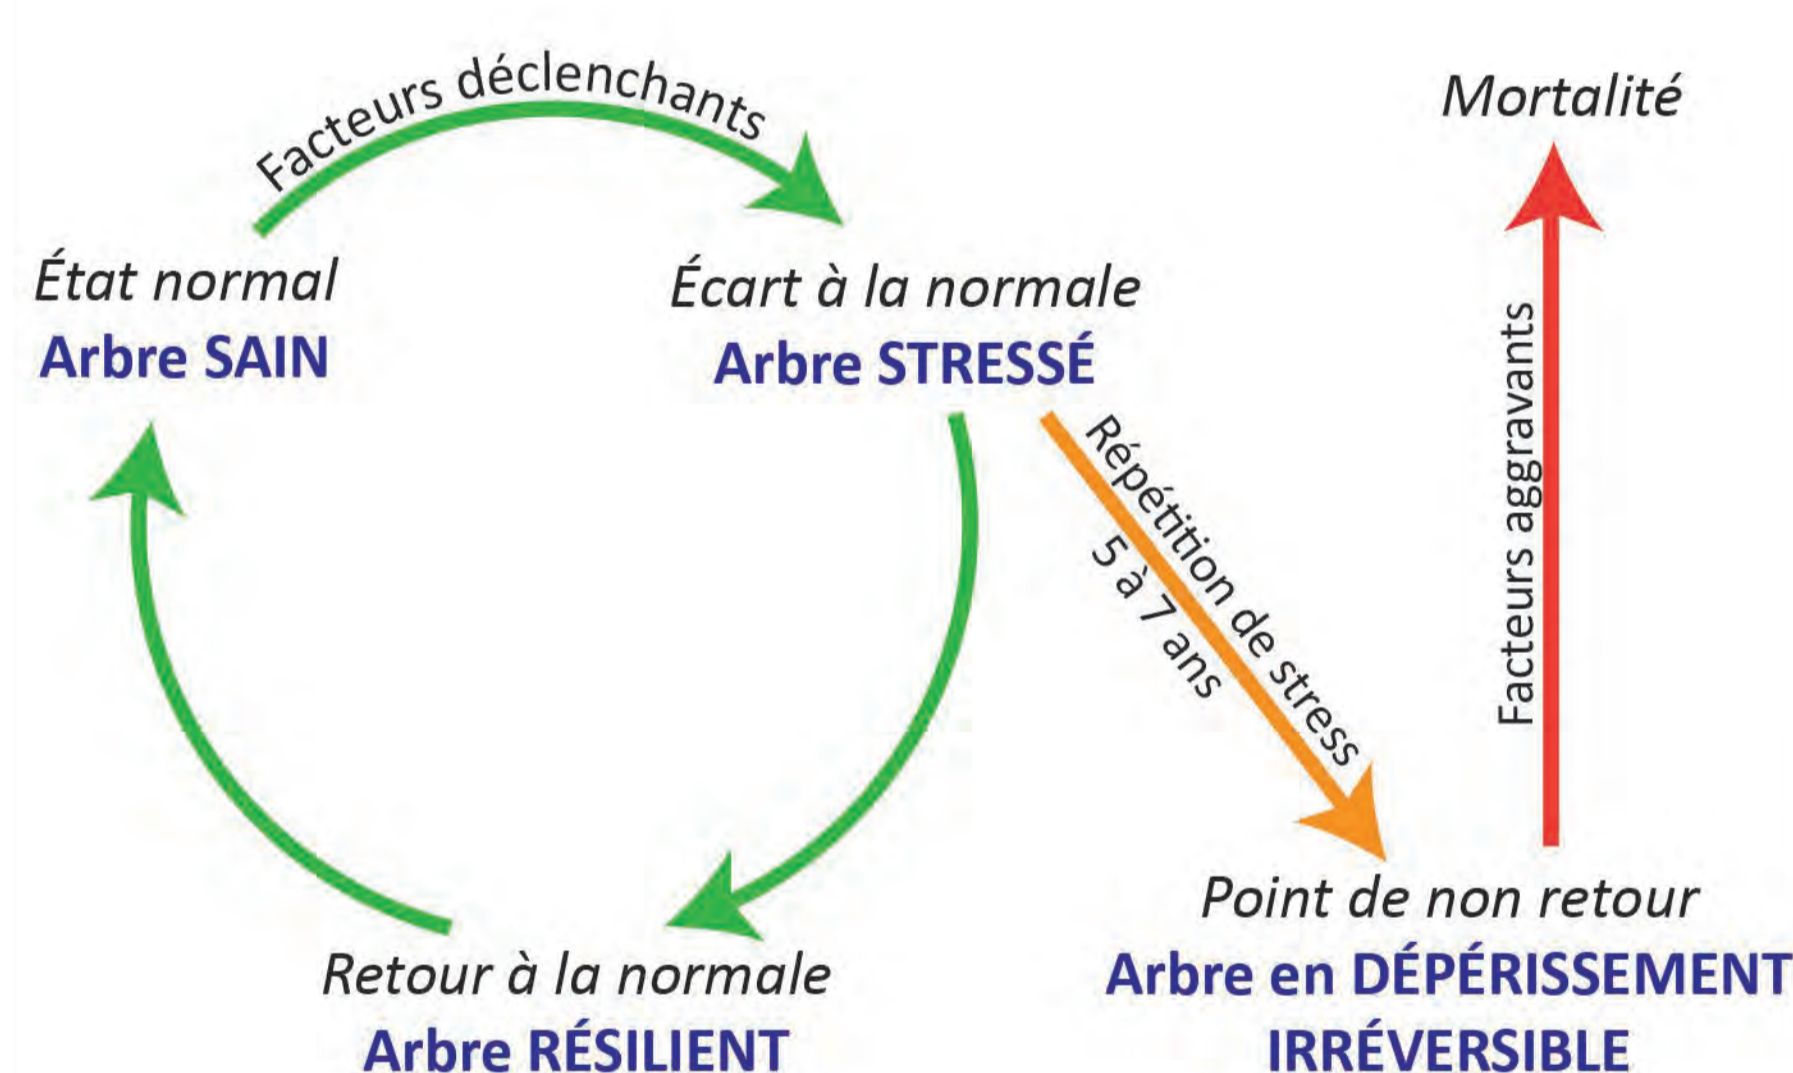 Facteurs déclenchants
Mortalité
État normal
Arbre SAIN
Écart à la normale
Arbre STRESSÉ
Répétition de stress
5 à 7 ans
Facteurs aggravants
Point de non retour
Arbre en DÉPÉRISSEMENT
IRRÉVERSIBLE
Retour à la normale
Arbre RÉSILIENT